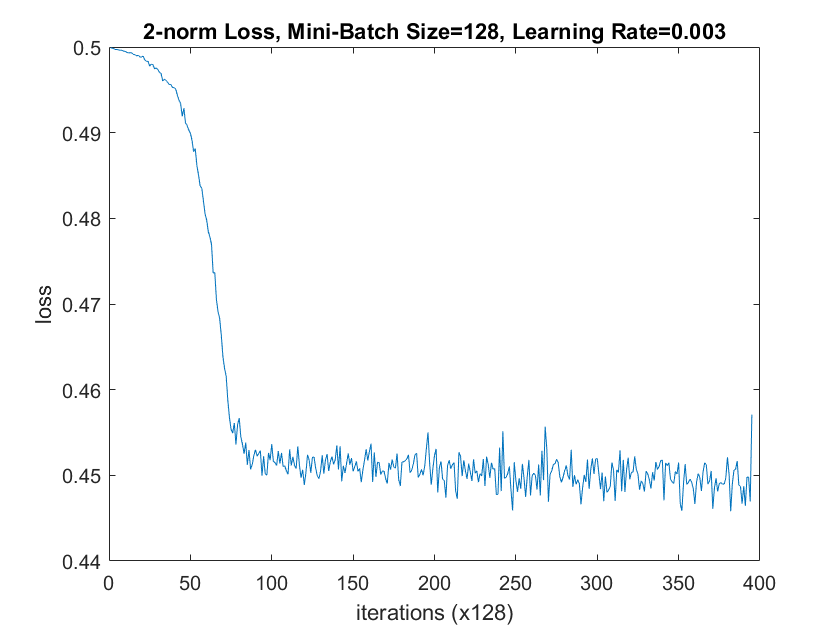 2-norm Loss, Mini-Batch Size=128, Learning Rate=0.003
0.5
0.49
0.48
0.47
0.46
0.45
0.44
loss
0 50 100 150 200 250 300 350 400
iterations (x128)